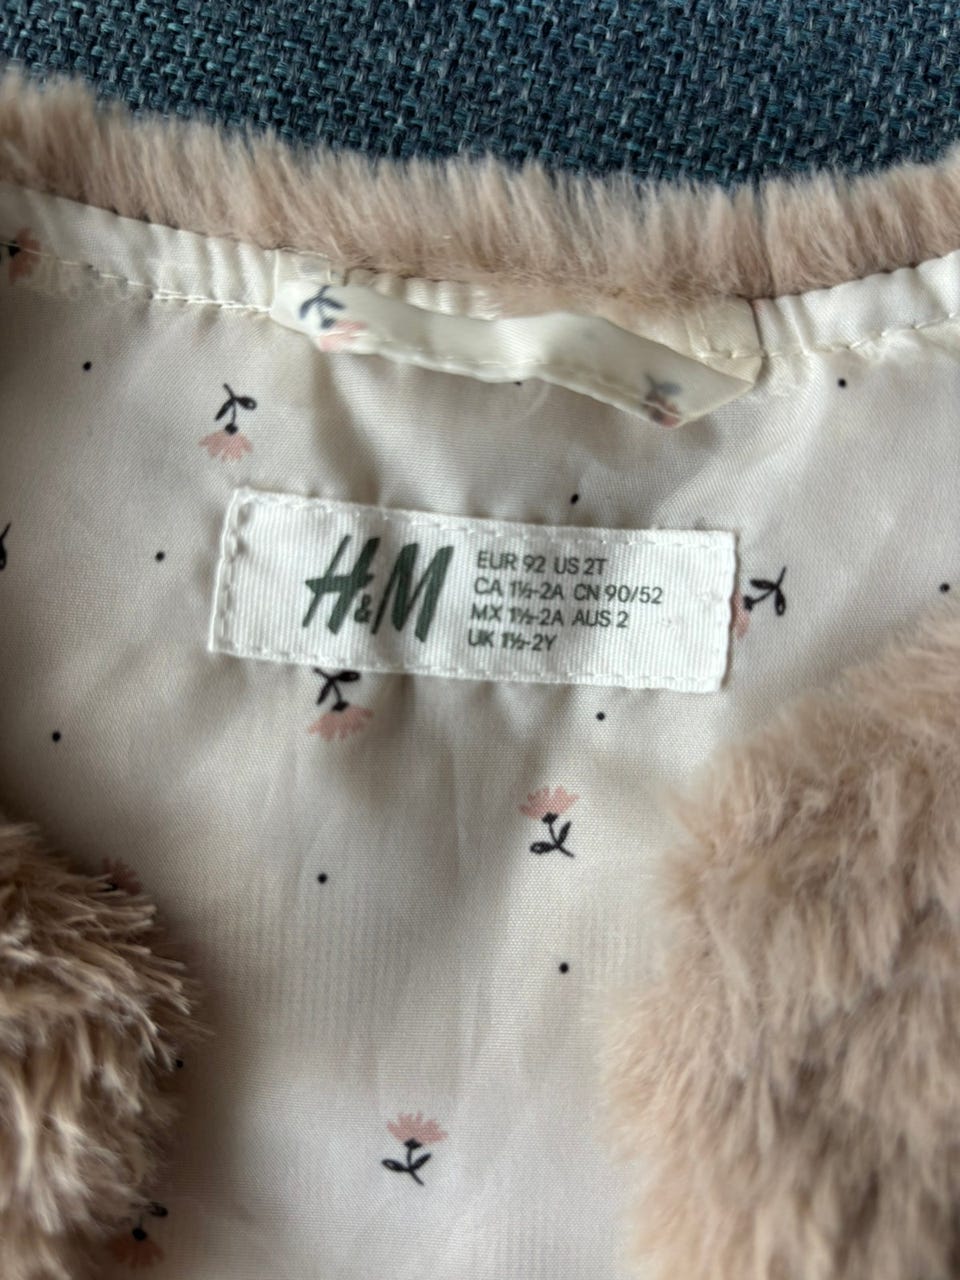 H&M
EUR 92 US 2T
CA 1½-2A CN 90/52
MX 1½-2A AUS 2
UK 1½-2Y